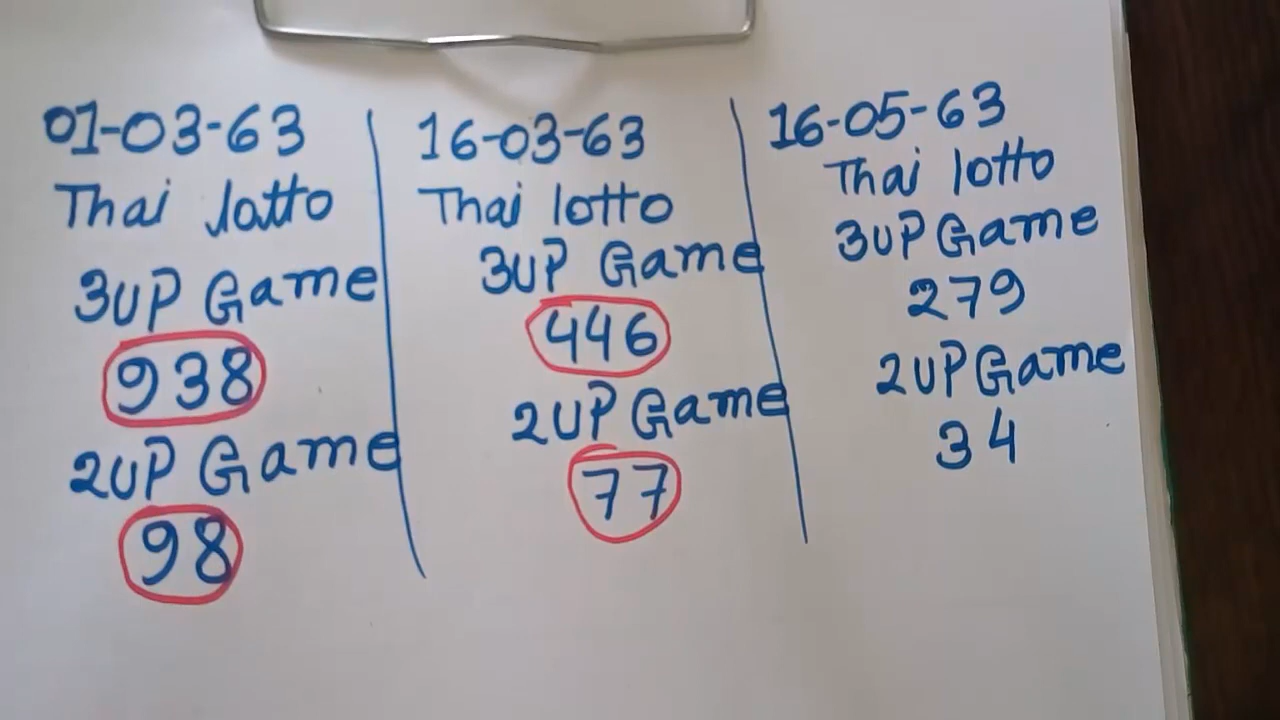 01-03-63
Thai lotto
3UP Game
938
2UP Game
98
16-03-63
Thai lotto
3UP Game
446
2UP Game
77
16-05-63
Thai lotto
3UP Game
279
2UP Game
34